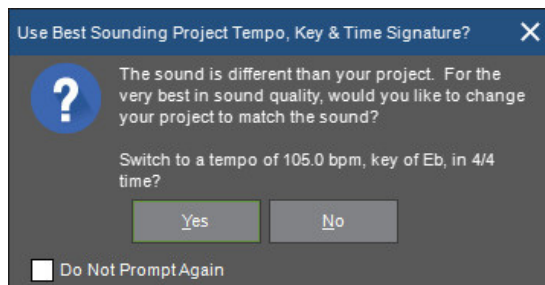 Use Best Sounding Project Tempo, Key & Time Signature?
The sound is different than your project. For the
very best in sound quality, would you like to change
your project to match the sound?
Switch to a tempo of 105.0 bpm, key of Eb, in 4/4
time?
Yes No
Do Not Prompt Again